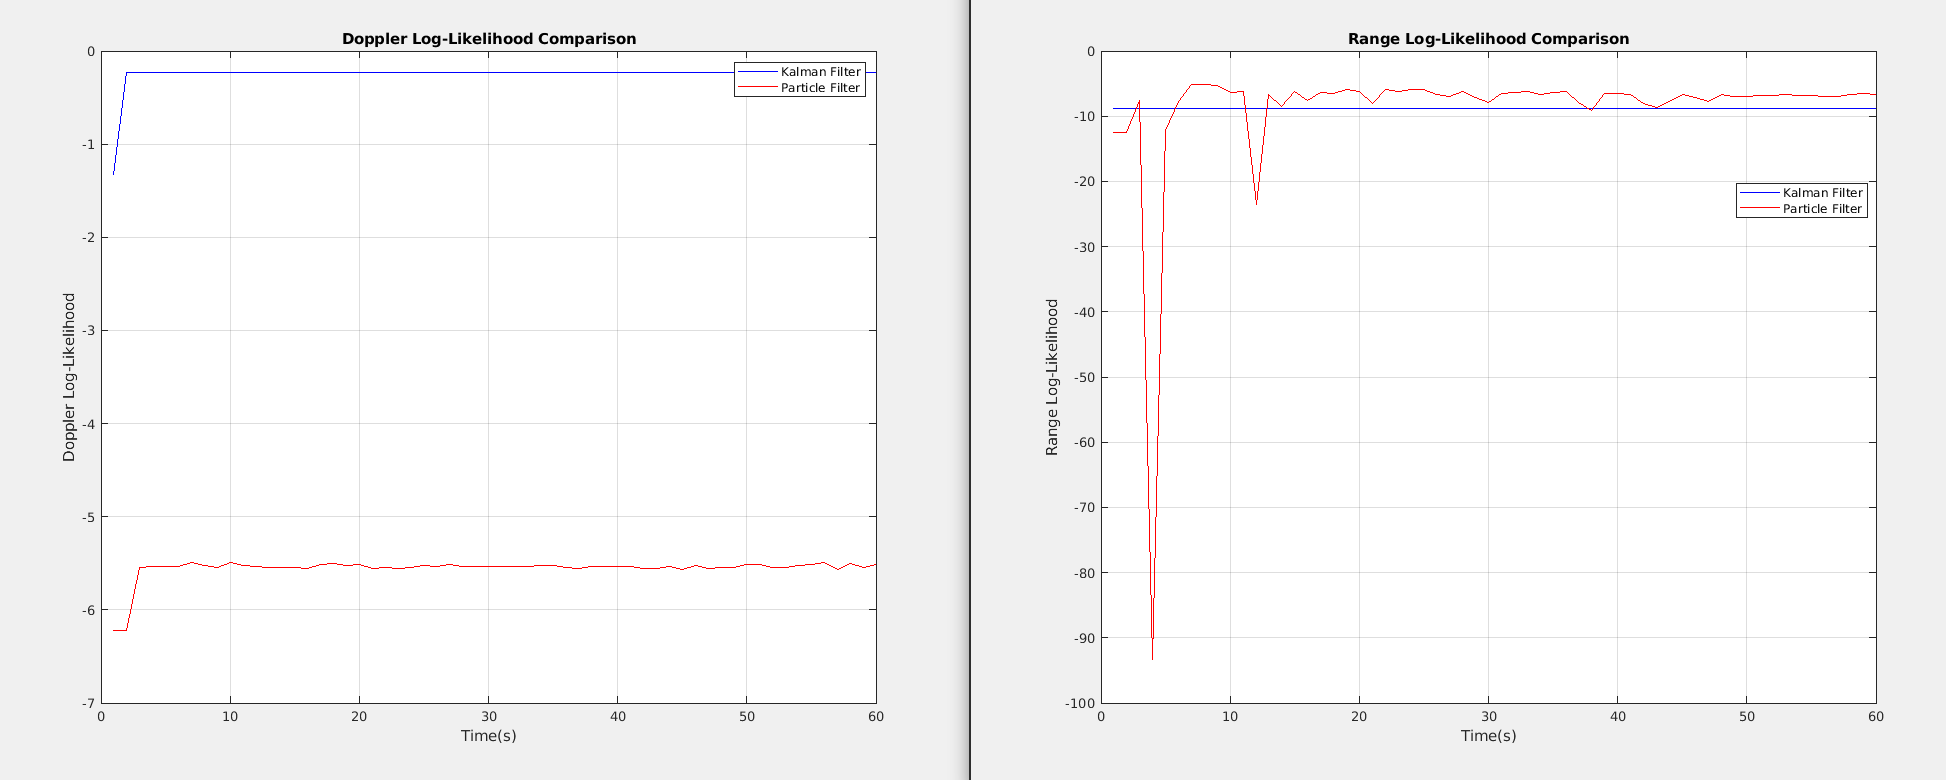 Doppler Log-Likelihood Comparison
0
-1
-2
-3
-4
-5
-6
-7
Doppler Log-Likelihood
Kalman Filter
Particle Filter
0 10 20 30 40 50 60
Time(s)
Range Log-Likelihood Comparison
0
-10
-20
-30
-40
-50
-60
-70
-80
-90
-100
Range Log-Likelihood
Kalman Filter
Particle Filter
0 10 20 30 40 50 60
Time(s)